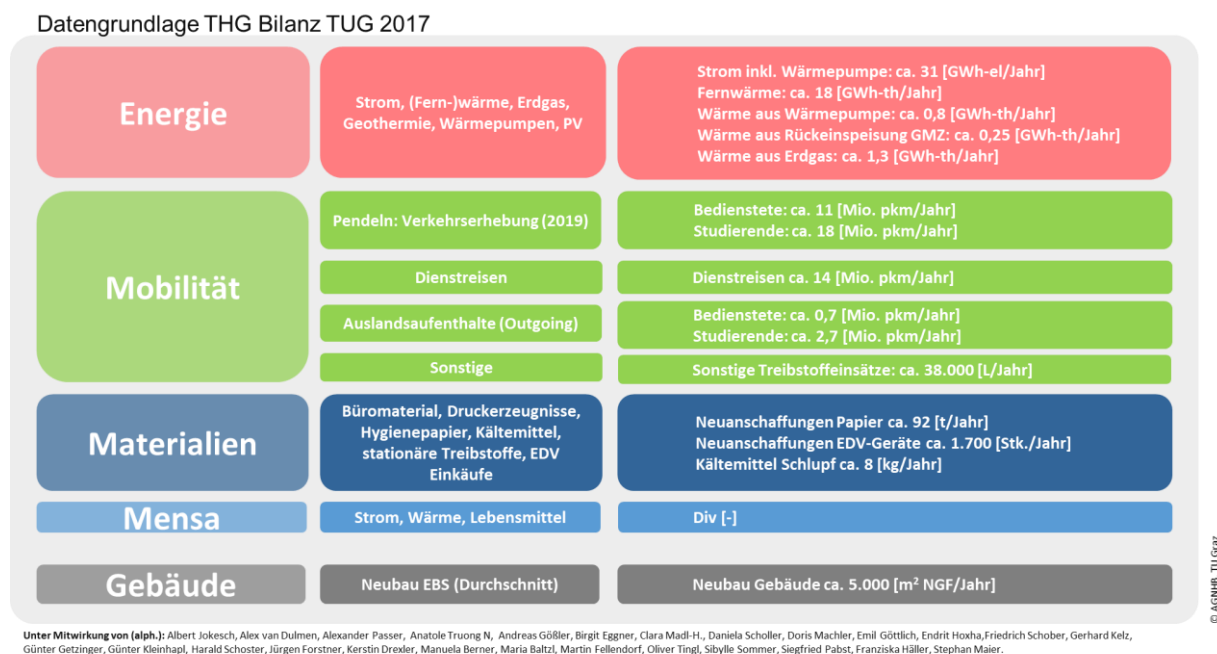 Datengrundlage THG Bilanz TUG 2017
Energie
Strom, (Fern-)wärme, Erdgas,
Geothermie, Wärmepumpen, PV
Strom inkl. Wärmepumpe: ca. 31 [GWh-el/Jahr]
Fernwärme: ca. 18 [GWh-th/Jahr]
Wärme aus Wärmepumpe: ca. 0,8 [GWh-th/Jahr]
Wärme aus Rückeinspeisung GMZ: ca. 0,25 [GWh-th/Jahr]
Wärme aus Erdgas: ca. 1,3 [GWh-th/Jahr]
Mobilität
Pendeln: Verkehrserhebung (2019)
Bedienstete: ca. 11 [Mio. pkm/Jahr]
Studierende: ca. 18 [Mio. pkm/Jahr]
Dienstreisen
Dienstreisen ca. 14 [Mio. pkm/Jahr]
Auslandsaufenthalte (Outgoing)
Bedienstete: ca. 0,7 [Mio. pkm/Jahr]
Studierende: ca. 2,7 [Mio. pkm/Jahr]
Sonstige
Sonstige Treibstoffeinsätze: ca. 38.000 [L/Jahr]
Materialien
Büromaterial, Druckerzeugnisse,
Hygienepapier, Kältemittel,
stationäre Treibstoffe, EDV
Einkäufe
Neuanschaffungen Papier ca. 92 [t/Jahr]
Neuanschaffungen EDV-Geräte ca. 1.700 [Stk./Jahr]
Kältemittel Schlupf ca. 8 [kg/Jahr]
Mensa
Strom, Wärme, Lebensmittel
Div [-]
Gebäude
Neubau EBS (Durchschnitt)
Neubau Gebäude ca. 5.000 [m² NGF/Jahr]
© AGNHB, TU Graz
Unter Mitwirkung von (alph.): Albert Jokesch, Alex van Dulmen, Alexander Passer, Anatole Truong N, Andreas Gößler, Birgit Eggner, Clara Madl-H., Daniela Scholler, Doris Machler, Emil Göttlich, Endrit Hoxha,Friedrich Schober, Gerhard Kelz,
Günter Getzinger, Günter Kleinhapl, Harald Schoster, Jürgen Forstner, Kerstin Drexler, Manuela Berner, Maria Baltzl, Martin Fellendorf, Oliver Tingl, Sibylle Sommer, Siegfried Pabst, Franziska Häller, Stephan Maier.